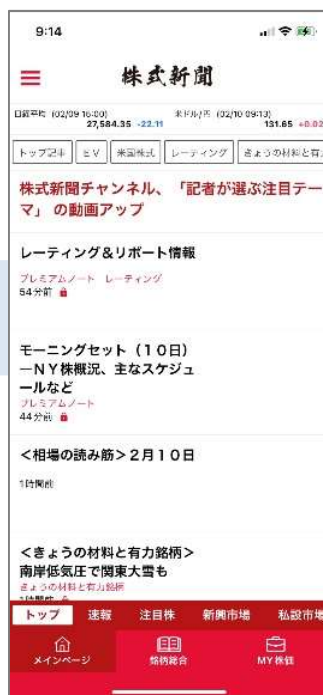 9:14
株式新聞
日経平均 (02/09 15:00) 米ドル/円 (02/10 09:13)
27,584.35 -22.11 131.65 +0.02
トップ記事 EV 米国株式 レーティング きょうの材料と有力
株式新聞チャンネル、「記者が選ぶ注目テー
マ」の動画アップ
レーティング&リポート情報
プレミアムノート レーティング
54分前
モーニングセット(10日)
―NY株概況、主なスケジュ
ールなど
プレミアムノート
44分前
<相場の読み筋>2月10日
1時間前
<きょうの材料と有力銘柄>
南岸低気圧で関東大雪も
きょうの材料と有力銘柄
1時間前
トップ 速報 注目株 新興市場 私設市場
メインページ 銘柄総合 MY株価